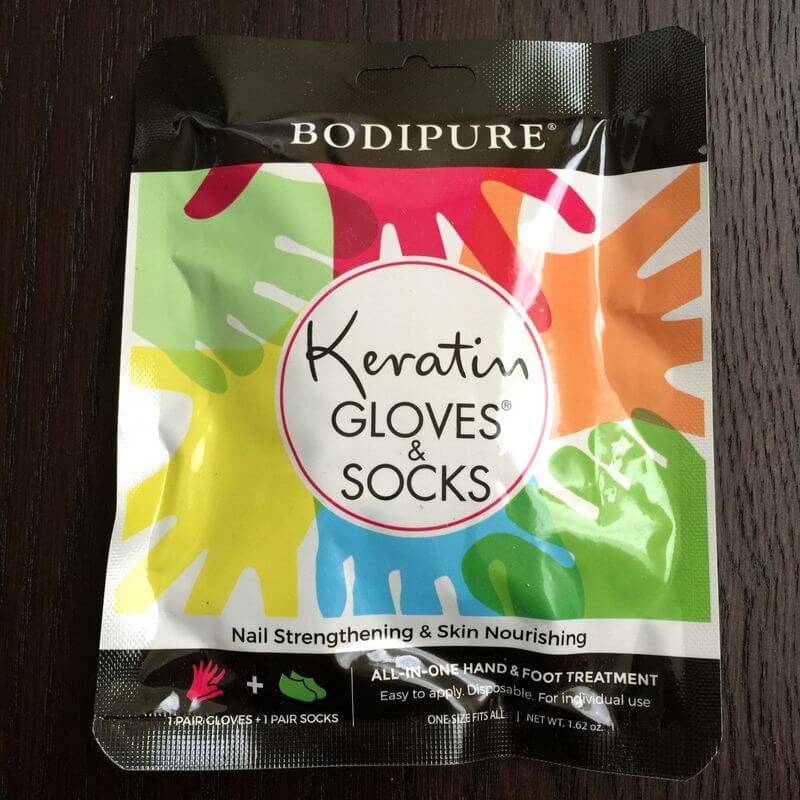 BODIPURE®
Keratin
GLOVES®
&
SOCKS
Nail Strengthening & Skin Nourishing
+
1 PAIR GLOVES + 1 PAIR SOCKS
ALL-IN-ONE HAND & FOOT TREATMENT
Easy to apply. Disposable. For individual use
ONE SIZE FITS ALL | NET WT. 1.62 oz.